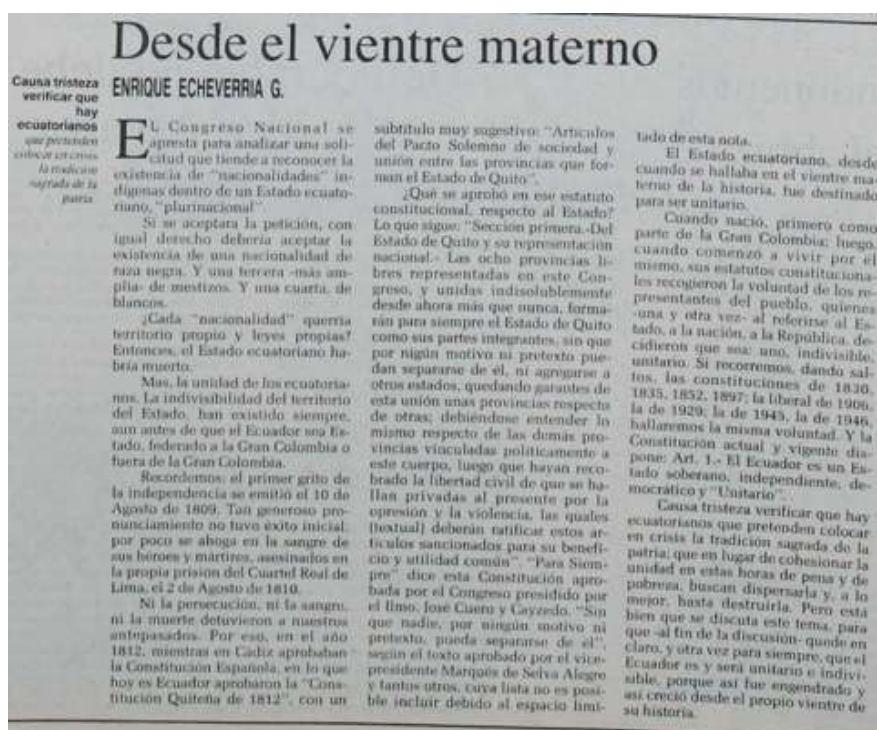 Desde el vientre materno
Causa tristeza
verificar que
hay
ecuatorianos
que pretenden
colocar en crisis
la tradición
sagrada de la
patria.
ENRIQUE ECHEVERRIA G.
EL Congreso Nacional se
apresta para analizar una soli-
citud que tiende a reconocer la
existencia de "nacionalidades" in-
dígenas dentro de un Estado ecuato-
riano, "plurinacional".
Si se aceptara la petición, con
igual derecho debería aceptar la
existencia de una nacionalidad de
raza negra. Y una tercera -más am-
plia- de mestizos. Y una cuarta, de
blancos.
¿Cada "nacionalidad" querría
territorio propio y leyes propias?
Entonces, el Estado ecuatoriano ha-
bría muerto.
Mas, la unidad de los ecuatoria-
nos. La indivisibilidad del territorio
del Estado, han existido siempre,
aun antes de que el Ecuador sea Es-
tado, federado a la Gran Colombia o
fuera de la Gran Colombia.
Recordemos: el primer grito de
la independencia se emitió el 10 de
Agosto de 1809. Tan generoso pro-
nunciamiento no tuvo éxito inicial;
por poco se ahoga en la sangre de
sus héroes y mártires, asesinados en
la propia prisión del Cuartel Real de
Lima, el 2 de Agosto de 1810.
Ni la persecución, ni la sangre,
ni la muerte detuvieron a nuestros
antepasados. Por eso, en el año
1812, mientras en Cádiz aprobaban
la Constitución Española, en lo que
hoy es Ecuador aprobaron la "Cons-
titución Quiteña de 1812", con un
subtítulo muy sugestivo: "Artículos
del Pacto Solemne de sociedad y
unión entre las provincias que for-
man el Estado de Quito".
¿Qué se aprobó en ese estatuto
constitucional, respecto al Estado?
Lo que sigue: "Sección primera.-Del
Estado de Quito y su representación
nacional.- Las ocho provincias li-
bres representadas en este Con-
greso, y unidas indisolublemente
desde ahora más que nunca, forma-
rán para siempre el Estado de Quito
como sus partes integrantes, sin que
por nigún motivo ni pretexto pue-
dan separarse de él, ni agregarse a
otros estados, quedando garantes de
esta unión unas provincias respecto
de otras; debiéndose entender lo
mismo respecto de las demás pro-
vincias vinculadas políticamente a
este cuerpo, luego que hayan reco-
brado la libertad civil de que se ha-
llan privadas al presente por la
opresión y la violencia, las quales
(textual) deberán ratificar estos ar-
tículos sancionados para su benefi-
cio y utilidad común". "Para Siem-
pre" dice esta Constitución apro-
bada por el Congreso presidido por
el Ilmo. José Cuero y Cayzedo. "Sin
que nadie, por ningún motivo ni
pretexto, pueda separarse de él",
según el texto aprobado por el vice-
presidente Marqués de Selva Alegre
y tantos otros, cuya lista no es posi-
ble incluir debido al espacio limi-
tado de esta nota.
El Estado ecuatoriano, desde
cuando se hallaba en el vientre ma-
terno de la historia, fue destinado
para ser unitario.
Cuando nació, primero como
parte de la Gran Colombia; luego,
cuando comenzó a vivir por él
mismo, sus estatutos constituciona-
les recogieron la voluntad de los re-
presentantes del pueblo, quienes
-una y otra vez- al referirse al Es-
tado, a la nación, a la República, de-
cidieron que sea: uno, indivisible,
unitario. Si recorremos, dando sal-
tos, las constituciones de 1830,
1835, 1852, 1897; la liberal de 1906,
la de 1929; la de 1945, la de 1946,
hallaremos la misma voluntad. Y la
Constitución actual y vigente dis-
pone: Art. 1.- El Ecuador es un Es-
tado soberano, independiente, de-
mocrático y "Unitario".
Causa tristeza verificar que hay
ecuatorianos que pretenden colocar
en crisis la tradición sagrada de la
patria; que en lugar de cohesionar la
unidad en estas horas de pena y de
pobreza, buscan dispersarla y, a lo
mejor, hasta destruirla. Pero está
bien que se discuta este tema, para
que -al fin de la discusión- quede en
claro, y otra vez para siempre, que el
Ecuador es y será unitario e indivi-
sible, porque así fue engendrado y
así creció desde el propio vientre de
su historia.